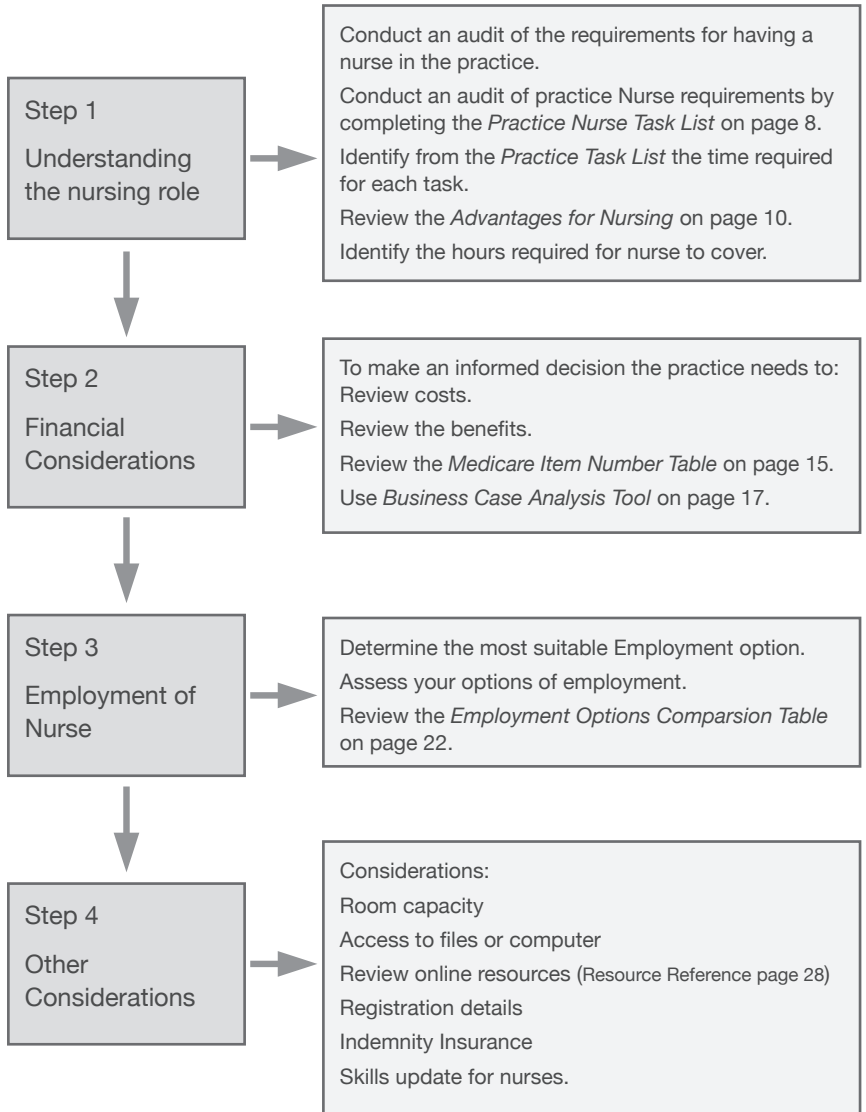 Step 1
Understanding
the nursing role
Conduct an audit of the requirements for having a
nurse in the practice.
Conduct an audit of practice Nurse requirements by
completing the Practice Nurse Task List on page 8.
Identify from the Practice Task List the time required
for each task.
Review the Advantages for Nursing on page 10.
Identify the hours required for nurse to cover.
Step 2
Financial
Considerations
To make an informed decision the practice needs to:
Review costs.
Review the benefits.
Review the Medicare Item Number Table on page 15.
Use Business Case Analysis Tool on page 17.
Step 3
Employment of
Nurse
Determine the most suitable Employment option.
Assess your options of employment.
Review the Employment Options Comparsion Table
on page 22.
Step 4
Other
Considerations
Considerations:
Room capacity
Access to files or computer
Review online resources (Resource Reference page 28)
Registration details
Indemnity Insurance
Skills update for nurses.